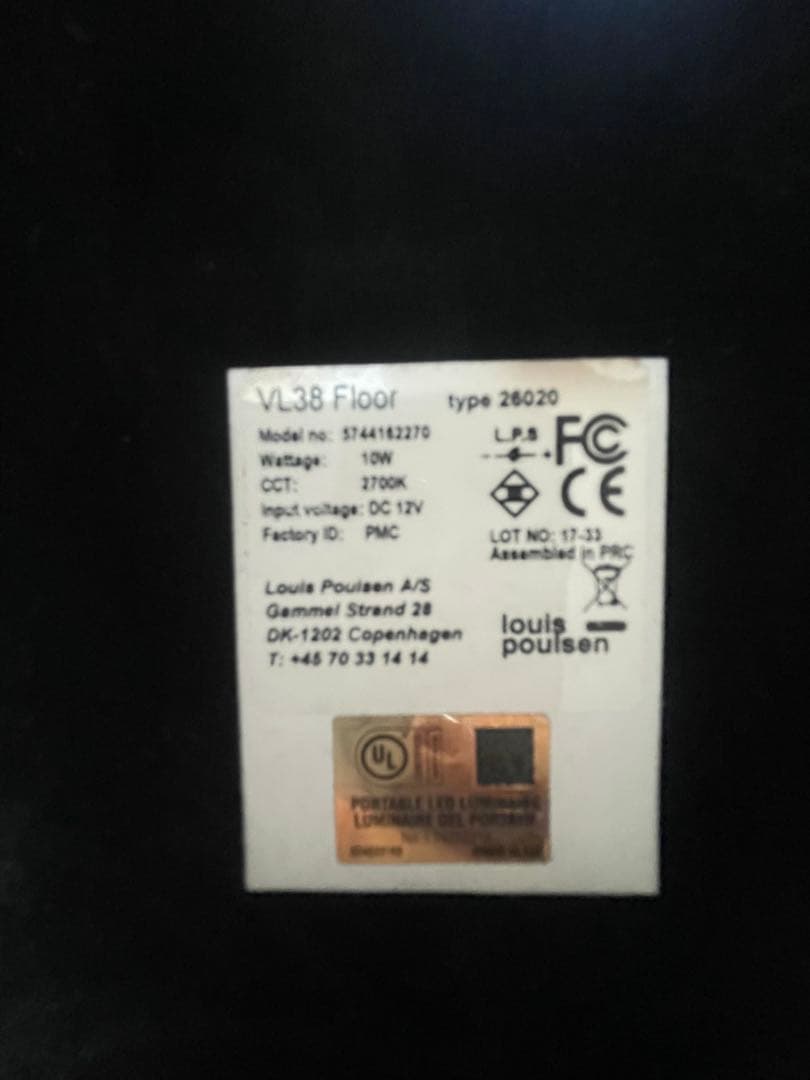 VL38 Floor type 26020
Model no: 5744162270
Wattage: 10W
CCT: 2700K
Input voltage: DC 12V
Factory ID: PMC
L.P.S
FC
CE
LOT NO: 17-33
Assembled in PRC
Louis Poulsen A/S
Gammel Strand 28
DK-1202 Copenhagen
T: +45 70 33 14 14
louis
poulsen
UL
PORTABLE LED LUMINAIRE